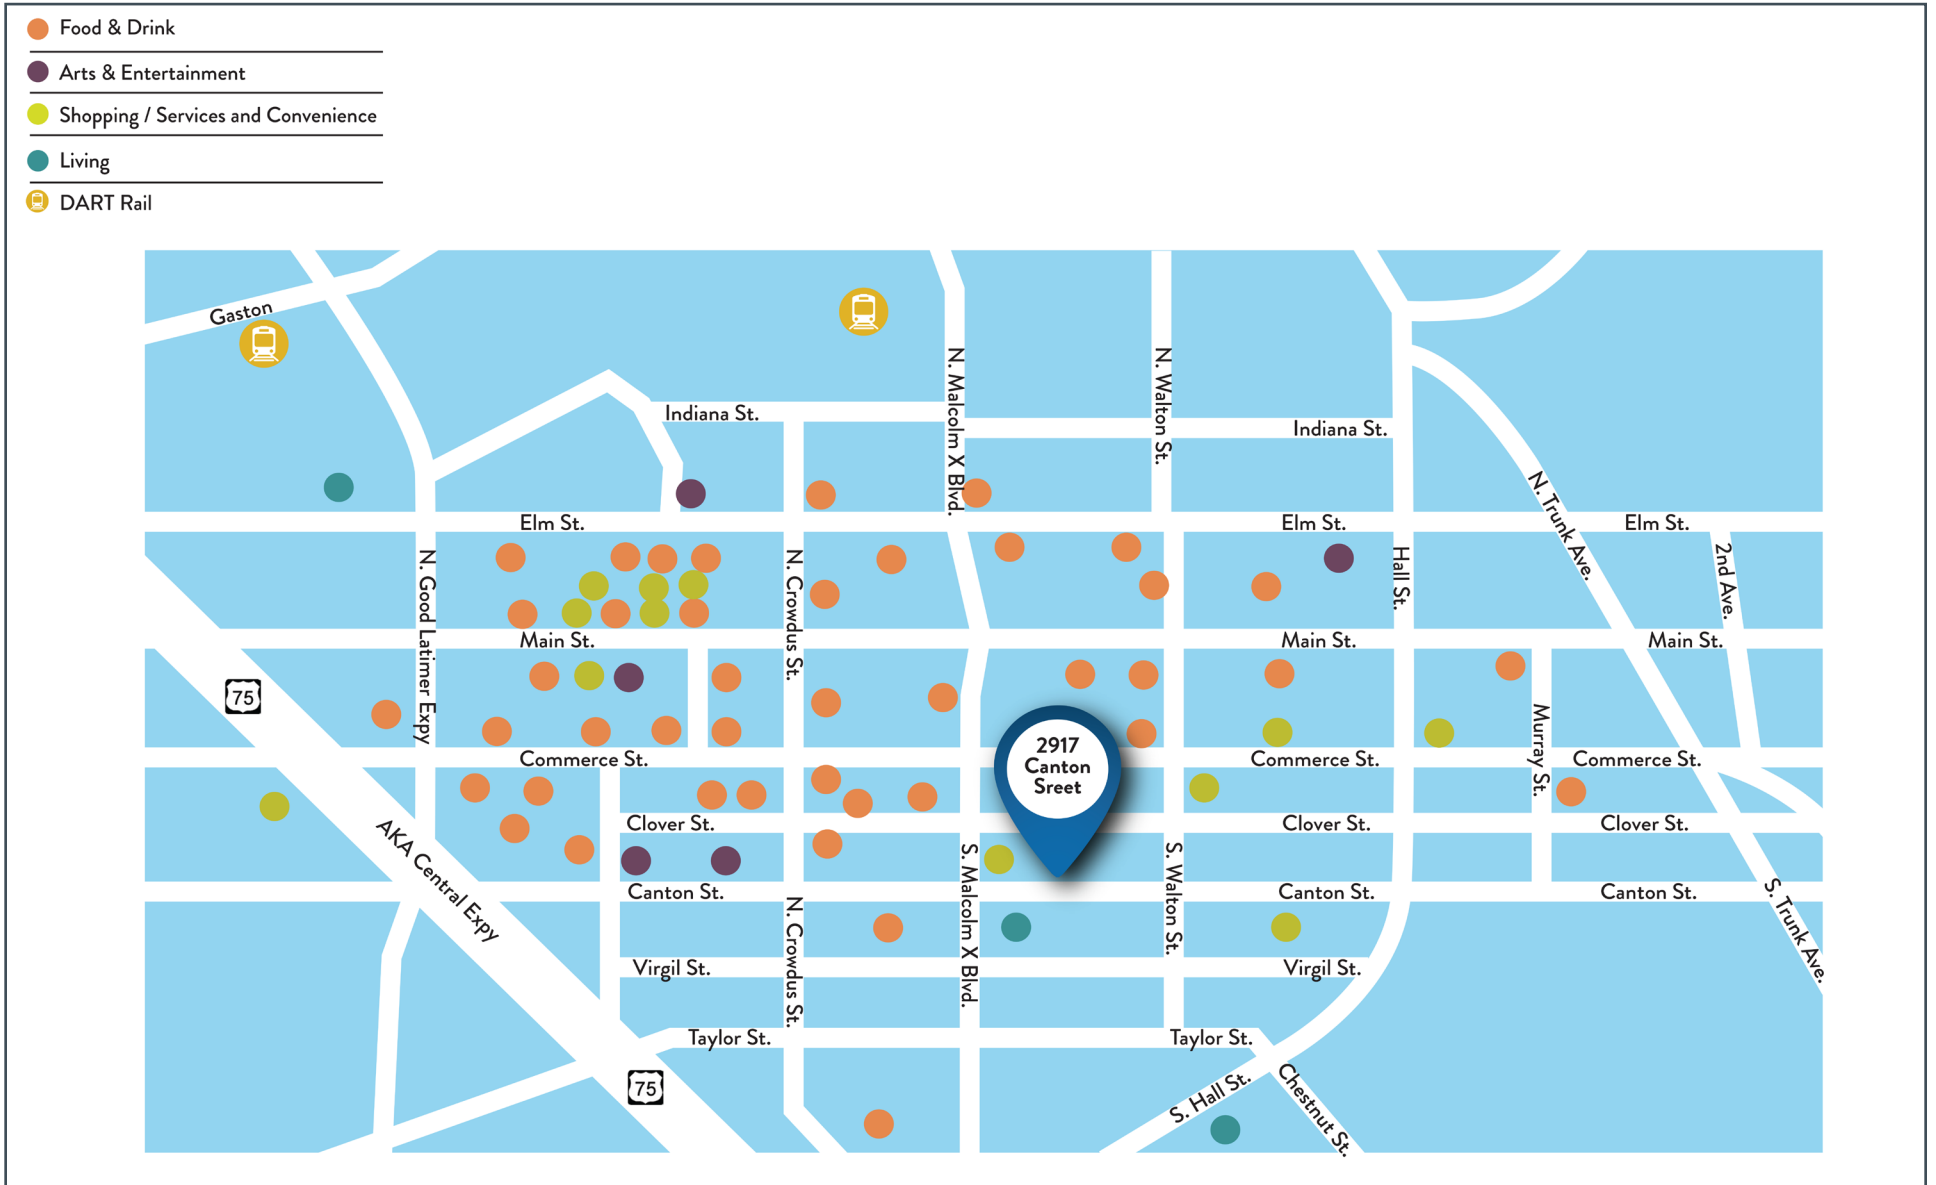 Food & Drink
Arts & Entertainment
Shopping / Services and Convenience
Living
DART Rail
Gaston
N. Malcolm X Blvd.
N. Walton St.
Indiana St.
Indiana St.
N. Trunk Ave.
Elm St.
Elm St.
Elm St.
N. Good Latimer Expy
N. Crowdus St.
Hall St.
2nd Ave.
Main St.
Main St.
Main St.
75
Murray St.
2917
Canton
Sreet
Commerce St.
Commerce St.
Commerce St.
AKA Central Expy
Clover St.
Clover St.
Clover St.
S. Malcolm X Blvd.
S. Walton St.
Canton St.
Canton St.
Canton St.
S. Trunk Ave.
N. Crowdus St.
Virgil St.
Virgil St.
Taylor St.
Taylor St.
75
S. Hall St.
Chestnut St.